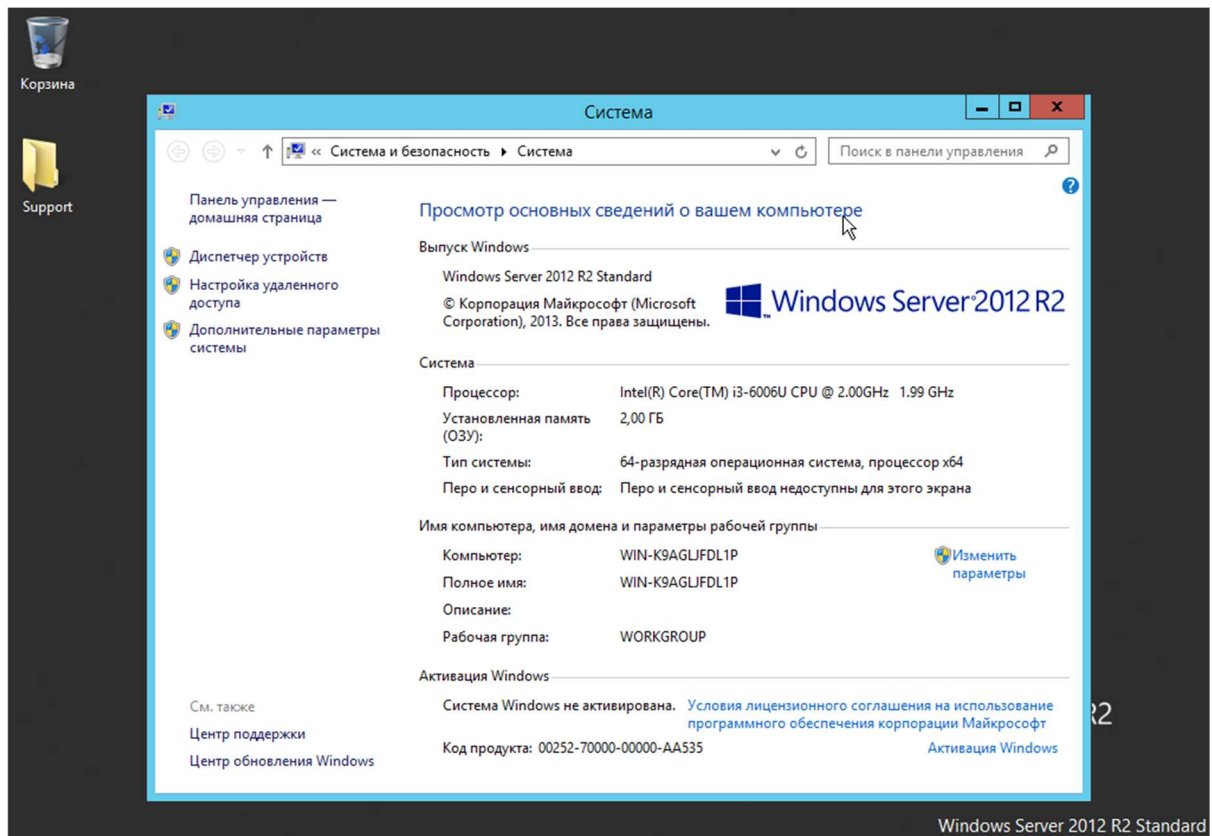 Корзина
Support
Система
« Система и безопасность ▸ Система
Поиск в панели управления
Панель управления —
домашняя страница
Диспетчер устройств
Настройка удаленного
доступа
Дополнительные параметры
системы
См. также
Центр поддержки
Центр обновления Windows
Просмотр основных сведений о вашем компьютере
Выпуск Windows
Windows Server 2012 R2 Standard
© Корпорация Майкрософт (Microsoft
Corporation), 2013. Все права защищены.
Windows Server 2012 R2
Система
Процессор: Intel(R) Core(TM) i3-6006U CPU @ 2.00GHz 1.99 GHz
Установленная память
(ОЗУ): 2,00 ГБ
Тип системы: 64-разрядная операционная система, процессор x64
Перо и сенсорный ввод: Перо и сенсорный ввод недоступны для этого экрана
Имя компьютера, имя домена и параметры рабочей группы
Компьютер: WIN-K9AGLJFDL1P
Изменить
параметры
Полное имя: WIN-K9AGLJFDL1P
Описание:
Рабочая группа: WORKGROUP
Активация Windows
Система Windows не активирована. Условия лицензионного соглашения на использование
программного обеспечения корпорации Майкрософт
Код продукта: 00252-70000-00000-AA535 Активация Windows
R2
Windows Server 2012 R2 Standard